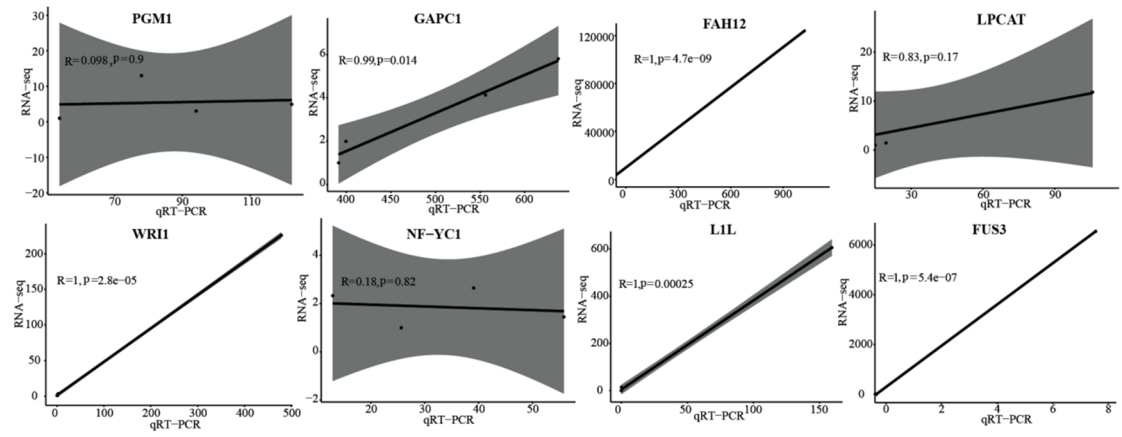 PGM1
R=0.098,p=0.9
RNA−seq
30
20
10
0
−10
−20
70
90
110
qRT−PCR
GAPC1
R=0.99,p=0.014
RNA−seq
6
4
2
0
400
450
500
550
600
qRT−PCR
FAH12
R=1,p=4.7e−09
RNA−seq
120000
80000
40000
0
0
300
600
900
qRT−PCR
LPCAT
R=0.83,p=0.17
RNA−seq
20
10
0
30
60
90
qRT−PCR
WRI1
R=1,p=2.8e−05
RNA−seq
200
150
100
50
0
0
100
200
300
400
500
qRT−PCR
NF−YC1
R=0.18,p=0.82
RNA−seq
4
2
0
−2
20
30
40
50
qRT−PCR
L1L
R=1,p=0.00025
RNA−seq
600
400
200
0
0
50
100
150
qRT−PCR
FUS3
R=1,p=5.4e−07
RNA−seq
6000
4000
2000
0
0
2
4
6
8
qRT−PCR